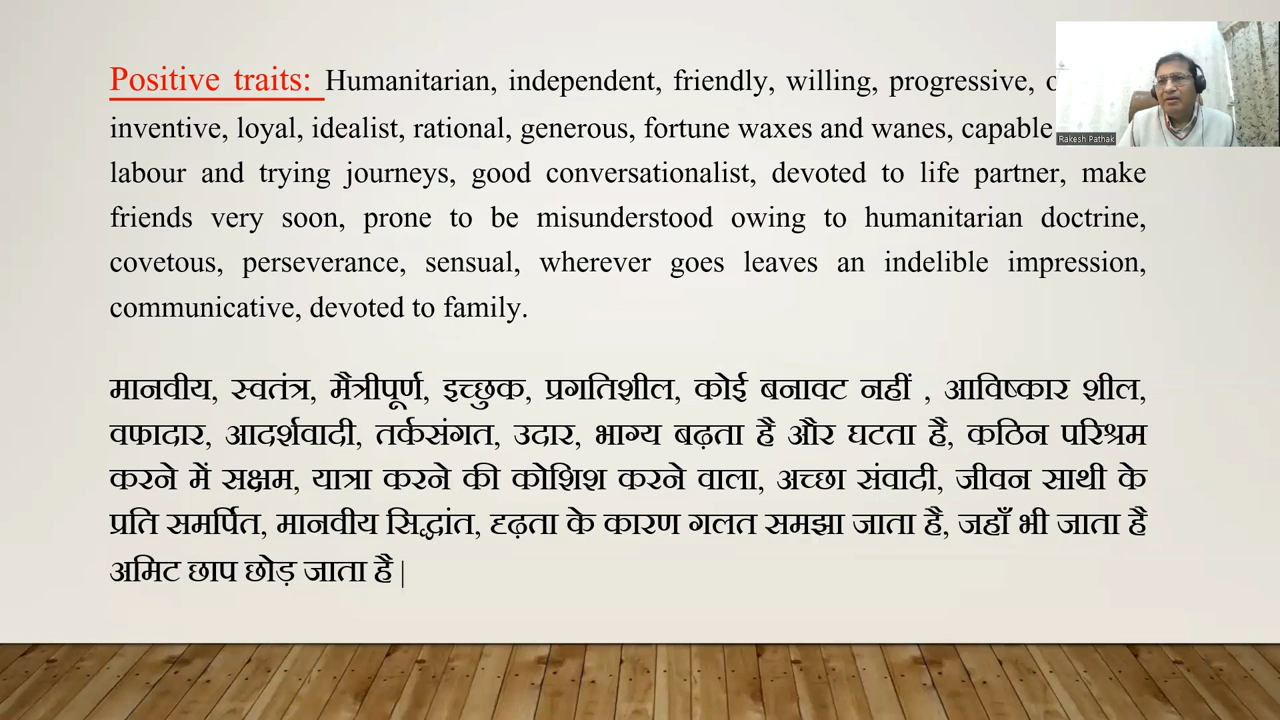 Positive traits: Humanitarian, independent, friendly, willing, progressive,
inventive, loyal, idealist, rational, generous, fortune waxes and wanes, capable
labour and trying journeys, good conversationalist, devoted to life partner, make
friends very soon, prone to be misunderstood owing to humanitarian doctrine,
covetous, perseverance, sensual, wherever goes leaves an indelible impression,
communicative, devoted to family.
मानवीय, स्वतंत्र, मैत्रीपूर्ण, इच्छुक, प्रगतिशील, कोई बनावट नहीं , आविष्कार शील,
वफादार, आदर्शवादी, तर्कसंगत, उदार, भाग्य बढ़ता है और घटता है, कठिन परिश्रम
करने में सक्षम, यात्रा करने की कोशिश करने वाला, अच्छा संवादी, जीवन साथी के
प्रति समर्पित, मानवीय सिद्धांत, दृढ़ता के कारण गलत समझा जाता है, जहाँ भी जाता है
अमिट छाप छोड़ जाता है |
Rakesh Pathak